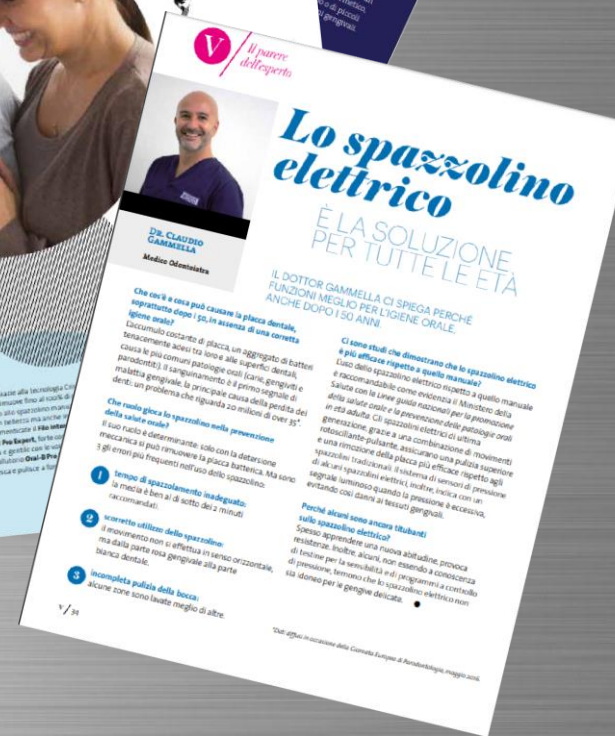 o di piccoli
ni gengivali.
V
Il parere
dell'esperto
Lo spazzolino
elettrico
È LA SOLUZIONE
PER TUTTE LE ETÀ
IL DOTTOR GAMMELLA CI SPIEGA PERCHÉ
FUNZIONI MEGLIO PER L'IGIENE ORALE.
ANCHE DOPO I 50 ANNI.
DR. CLAUDIO
GAMMELLA
Medico Odontoiatra
Che cos'è e cosa può causare la placca dentale,
soprattutto dopo i 50, in assenza di una corretta
igiene orale?
L'accumulo costante di placca, un aggregato di batteri
tenacemente adesi tra loro e alle superfici dentali,
causa le più comuni patologie orali (carie, gengiviti e
parodontiti). Il sanguinamento è il primo segnale di
malattia gengivale, la principale causa della perdita dei
denti: un problema che riguarda 20 milioni di over 35*.
Che ruolo gioca lo spazzolino nella prevenzione
della salute orale?
Il suo ruolo è determinante: solo con la detersione
meccanica si può rimuovere la placca batterica. Ma sono
3 gli errori più frequenti nell'uso dello spazzolino:
1 tempo di spazzolamento inadeguato:
la media è ben al di sotto dei 2 minuti
raccomandati.
2 scorretto utilizzo dello spazzolino:
il movimento non si effettua in senso orizzontale,
ma dalla parte rosa gengivale alla parte
bianca dentale.
3 incompleta pulizia della bocca:
alcune zone sono lavate meglio di altre.
Ci sono studi che dimostrano che lo spazzolino elettrico
è più efficace rispetto a quello manuale?
L'uso dello spazzolino elettrico rispetto a quello manuale
è raccomandabile come evidenzia il Ministero della
Salute con le Linee guida nazionali per la promozione
della salute orale e la prevenzione delle patologie orali
in età adulta. Gli spazzolini elettrici di ultima
generazione, grazie a una combinazione di movimenti
rotoscillante-pulsante, assicurano una pulizia superiore
e una rimozione della placca più efficace rispetto agli
spazzolini tradizionali. Il sistema di sensori di pressione
di alcuni spazzolini elettrici, inoltre, indica con un
segnale luminoso quando la pressione è eccessiva,
evitando così danni ai tessuti gengivali.
Perché alcuni sono ancora titubanti
sullo spazzolino elettrico?
Spesso apprendere una nuova abitudine, provoca
resistenze. Inoltre, alcuni, non essendo a conoscenza
di testine per la sensibilità e di programmi a controllo
di pressione, temono che lo spazzolino elettrico non
sia idoneo per le gengive delicate.
*Dati diffusi in occasione della Giornata Europea di Parodontologia, maggio 2016.
V / 34